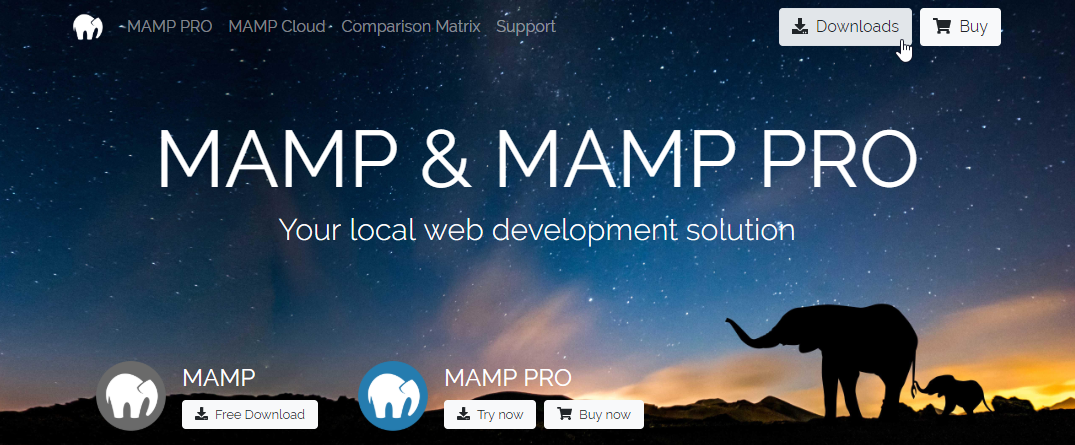 MAMP PRO MAMP Cloud Comparison Matrix Support Downloads Buy
MAMP & MAMP PRO
Your local web development solution
MAMP
Free Download
MAMP PRO
Try now Buy now